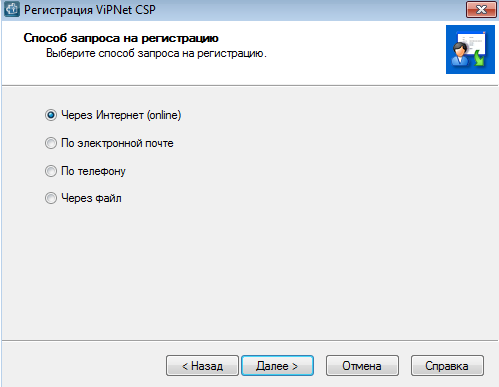 Регистрация ViPNet CSP
Способ запроса на регистрацию
Выберите способ запроса на регистрацию.
Через Интернет (online)
По электронной почте
По телефону
Через файл
< Назад
Далее >
Отмена
Справка